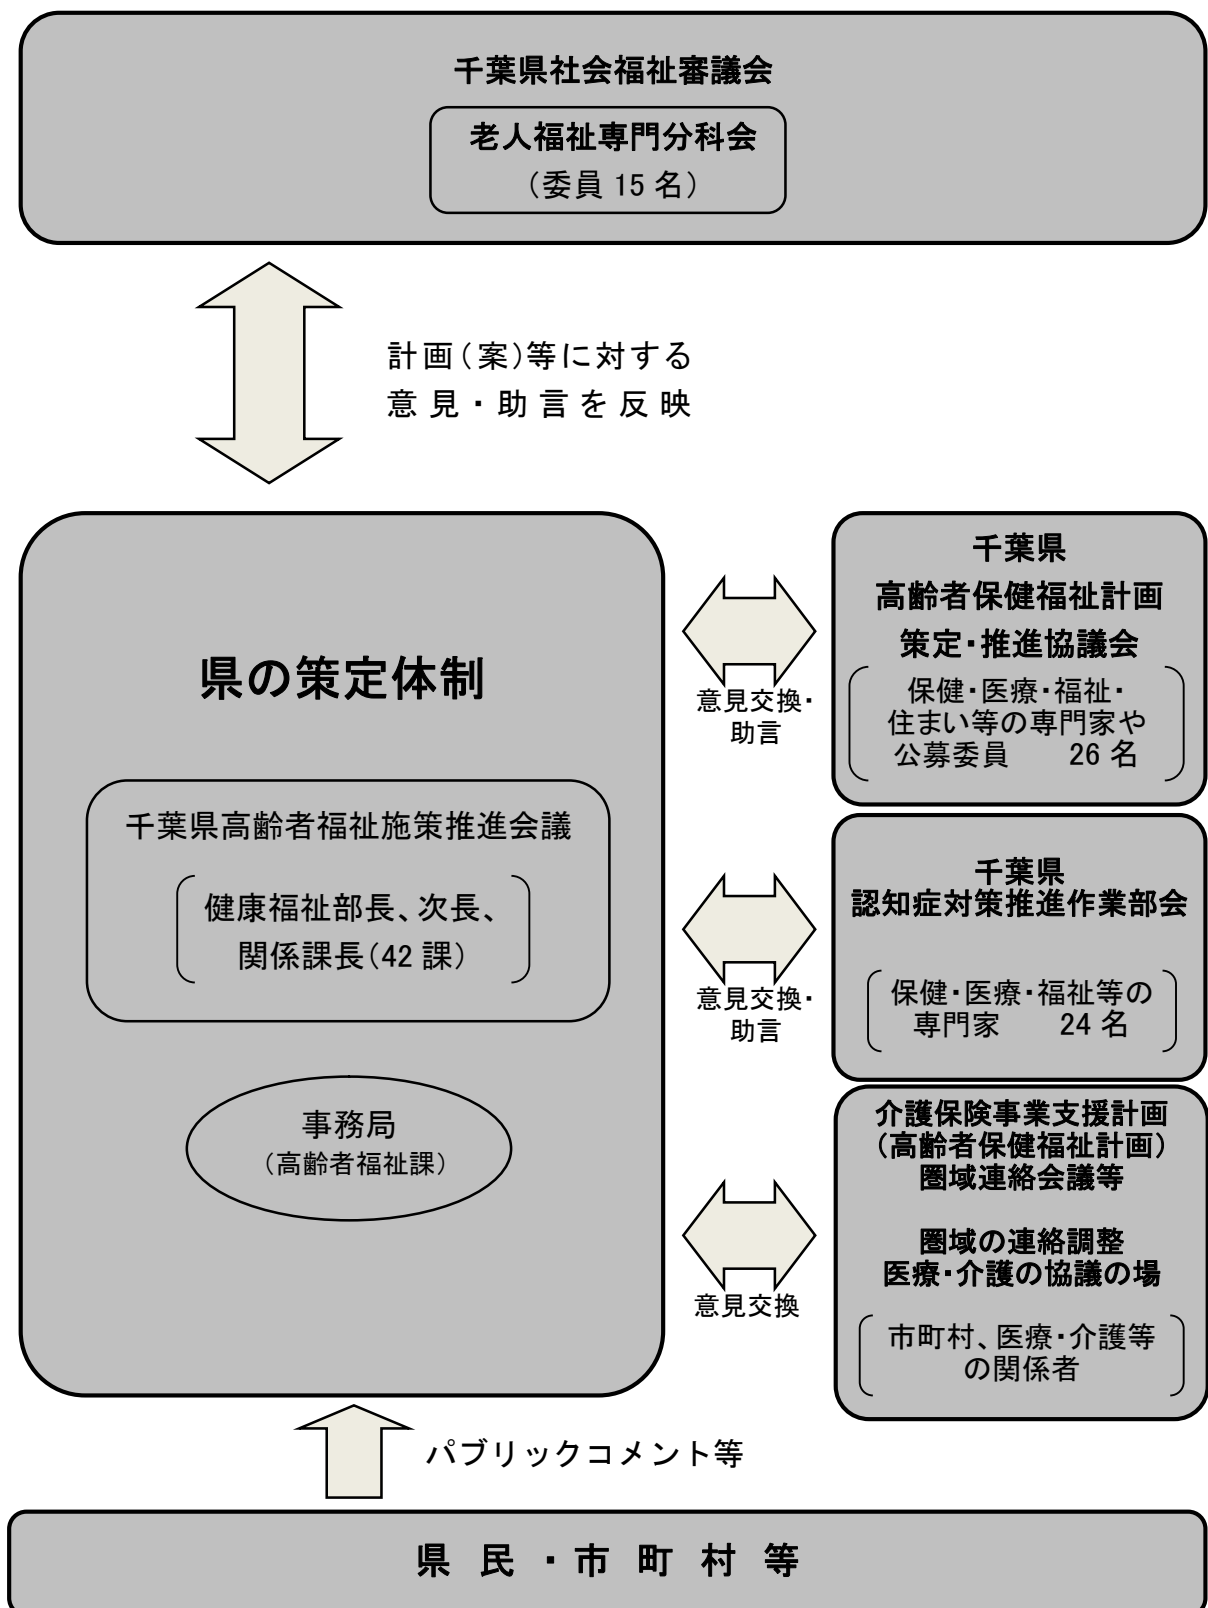 千葉県社会福祉審議会
老人福祉専門分科会
（委員 15 名）
計画（案）等に対する
意見・助言を反映
県の策定体制
千葉県高齢者福祉施策推進会議
健康福祉部長、次長、
関係課長（42 課）
事務局
（高齢者福祉課）
意見交換・
助言
千葉県
高齢者保健福祉計画
策定・推進協議会
保健・医療・福祉・
住まい等の専門家や
公募委員　　26 名
意見交換・
助言
千葉県
認知症対策推進作業部会
保健・医療・福祉等の
専門家　　24 名
意見交換
介護保険事業支援計画
（高齢者保健福祉計画）
圏域連絡会議等
圏域の連絡調整
医療・介護の協議の場
市町村、医療・介護等
の関係者
パブリックコメント等
県 民 ・ 市 町 村 等